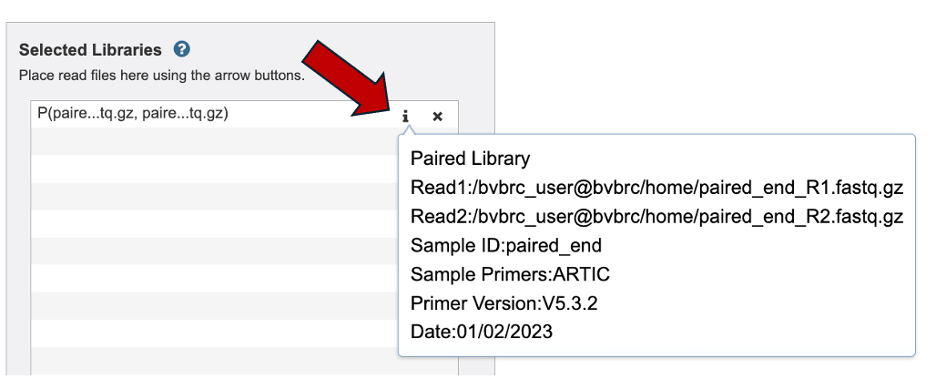 Selected Libraries ?
Place read files here using the arrow buttons.
P(paire...tq.gz, paire...tq.gz) i x
Paired Library
Read1:/bvbrc_user@bvbrc/home/paired_end_R1.fastq.gz
Read2:/bvbrc_user@bvbrc/home/paired_end_R2.fastq.gz
Sample ID:paired_end
Sample Primers:ARTIC
Primer Version:V5.3.2
Date:01/02/2023